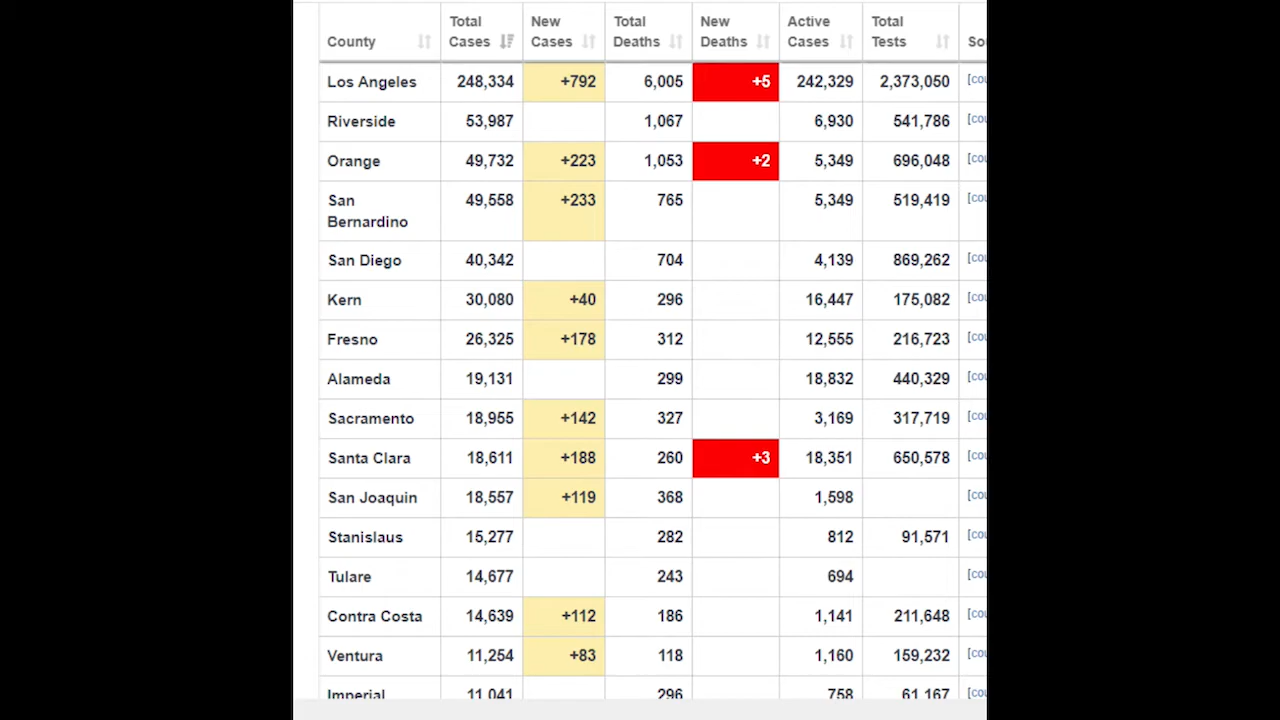 County Total Cases New Cases Total Deaths New Deaths Active Cases Total Tests
Los Angeles 248,334 +792 6,005 +5 242,329 2,373,050
Riverside 53,987 1,067 6,930 541,786
Orange 49,732 +223 1,053 +2 5,349 696,048
San Bernardino 49,558 +233 765 5,349 519,419
San Diego 40,342 704 4,139 869,262
Kern 30,080 +40 296 16,447 175,082
Fresno 26,325 +178 312 12,555 216,723
Alameda 19,131 299 18,832 440,329
Sacramento 18,955 +142 327 3,169 317,719
Santa Clara 18,611 +188 260 +3 18,351 650,578
San Joaquin 18,557 +119 368 1,598
Stanislaus 15,277 282 812 91,571
Tulare 14,677 243 694
Contra Costa 14,639 +112 186 1,141 211,648
Ventura 11,254 +83 118 1,160 159,232
Imperial 11,041 296 758 61,167